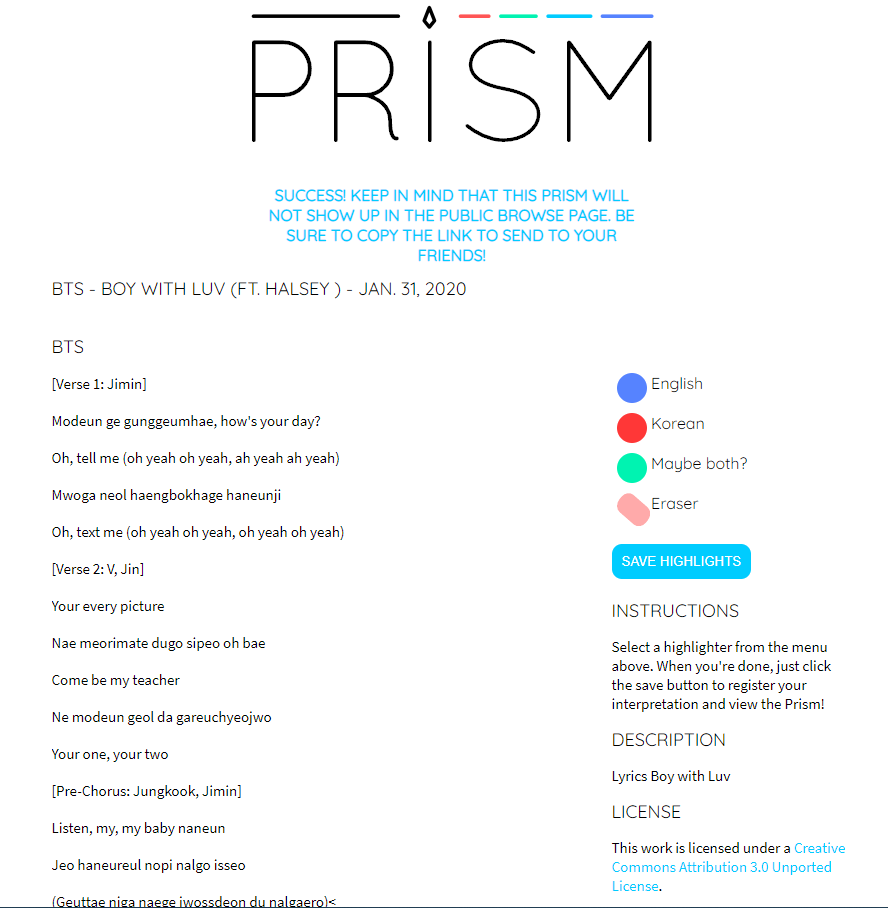 PRISM
SUCCESS! KEEP IN MIND THAT THIS PRISM WILL
NOT SHOW UP IN THE PUBLIC BROWSE PAGE. BE
SURE TO COPY THE LINK TO SEND TO YOUR
FRIENDS!
BTS - BOY WITH LUV (FT. HALSEY ) - JAN. 31, 2020
BTS
[Verse 1: Jimin]
Modeun ge gunggeumhae, how's your day?
Oh, tell me (oh yeah oh yeah, ah yeah ah yeah)
Mwoga neol haengbokhage haneunji
Oh, text me (oh yeah oh yeah, oh yeah oh yeah)
[Verse 2: V, Jin]
Your every picture
Nae meorimate dugo sipeo oh bae
Come be my teacher
Ne modeun geol da gareuchyeojwo
Your one, your two
[Pre-Chorus: Jungkook, Jimin]
Listen, my, my baby naneun
Jeo haneureul nopi nalgo isseo
(Geuttae niga naege jwossdeon du nalgaero)<
English
Korean
Maybe both?
Eraser
SAVE HIGHLIGHTS
INSTRUCTIONS
Select a highlighter from the menu
above. When you're done, just click
the save button to register your
interpretation and view the Prism!
DESCRIPTION
Lyrics Boy with Luv
LICENSE
This work is licensed under a Creative
Commons Attribution 3.0 Unported
License.